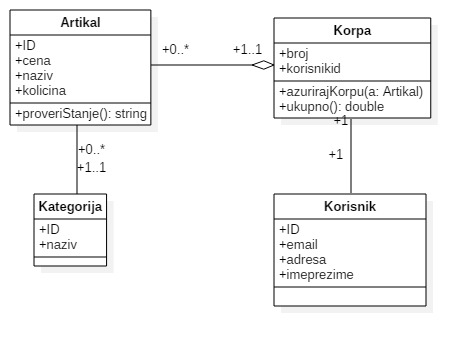 Artikal
+ID
+cena
+naziv
+kolicina
+proveriStanje(): string
+0..*
+1..1
Korpa
+broj
+korisnikid
+azurirajKorpu(a: Artikal)
+ukupno(): double
+0..*
+1..1
+1
+1
Kategorija
+ID
+naziv
Korisnik
+ID
+email
+adresa
+imeprezime